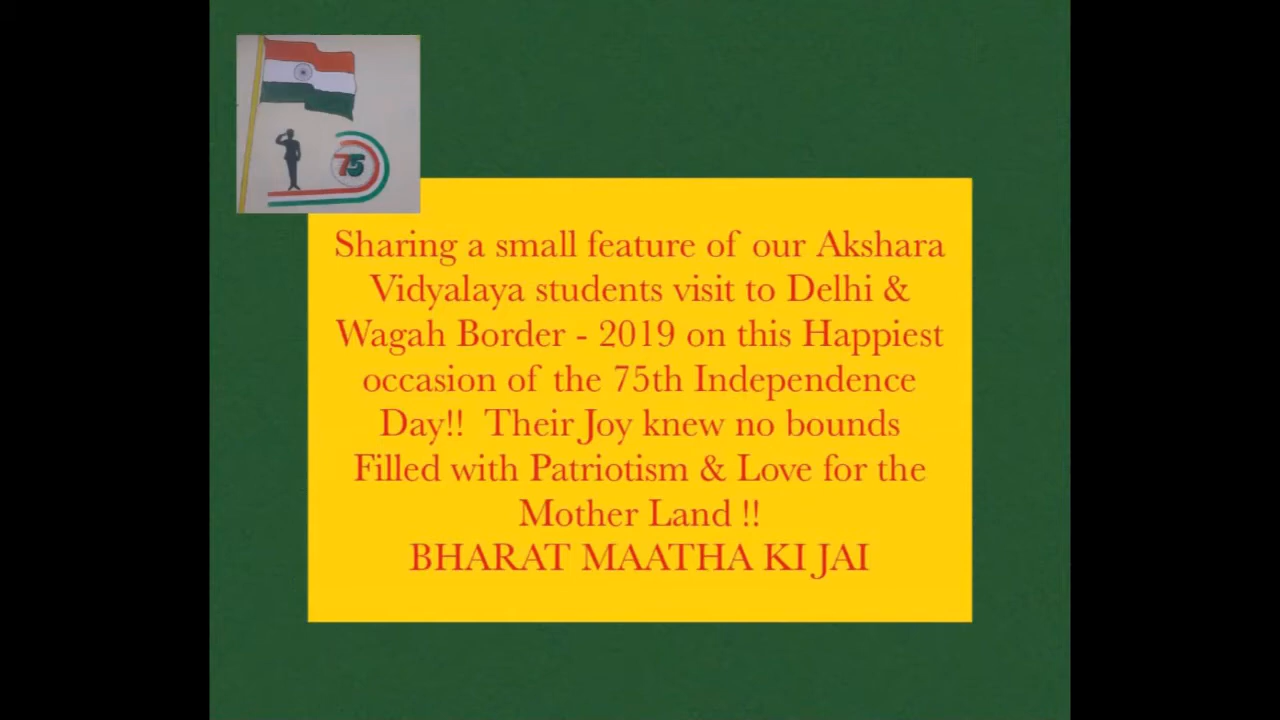 75
Sharing a small feature of our Akshara
Vidyalaya students visit to Delhi &
Wagah Border - 2019 on this Happiest
occasion of the 75th Independence
Day!! Their Joy knew no bounds
Filled with Patriotism & Love for the
Mother Land !!
BHARAT MAATHA KI JAI